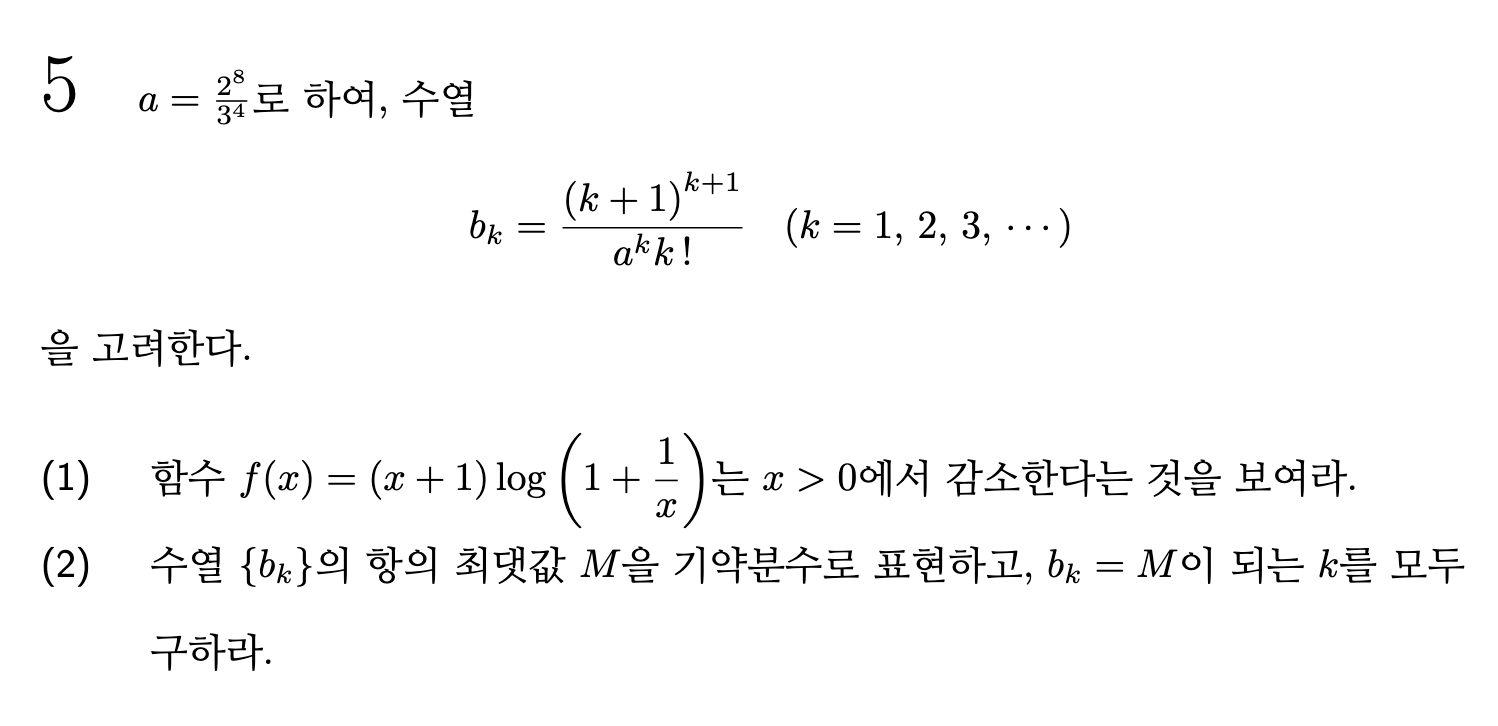 5 $a = \frac{2^8}{3^4}$로 하여, 수열
$b_k = \frac{(k+1)^{k+1}}{a^k k!}$ $(k = 1, 2, 3, \cdots)$
을 고려한다.
(1) 함수 $f(x) = (x+1)\log\left(1+\frac{1}{x}\right)$는 $x > 0$에서 감소한다는 것을 보여라.
(2) 수열 $\{b_k\}$의 항의 최댓값 $M$을 기약분수로 표현하고, $b_k = M$이 되는 $k$를 모두
구하라.